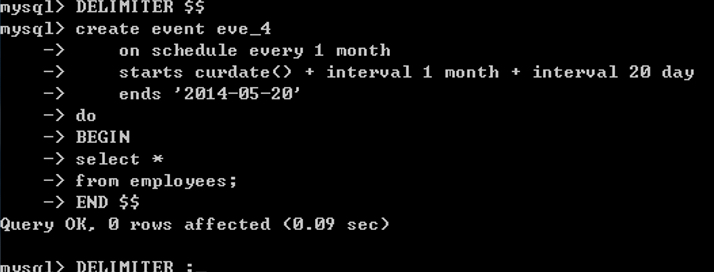 mysql> DELIMITER $$
mysql> create event eve_4
    ->     on schedule every 1 month
    ->     starts curdate() + interval 1 month + interval 20 day
    ->     ends '2014-05-20'
    -> do
    -> BEGIN
    -> select *
    -> from employees;
    -> END $$
Query OK, 0 rows affected (0.09 sec)

mysql> DELIMITER ;_